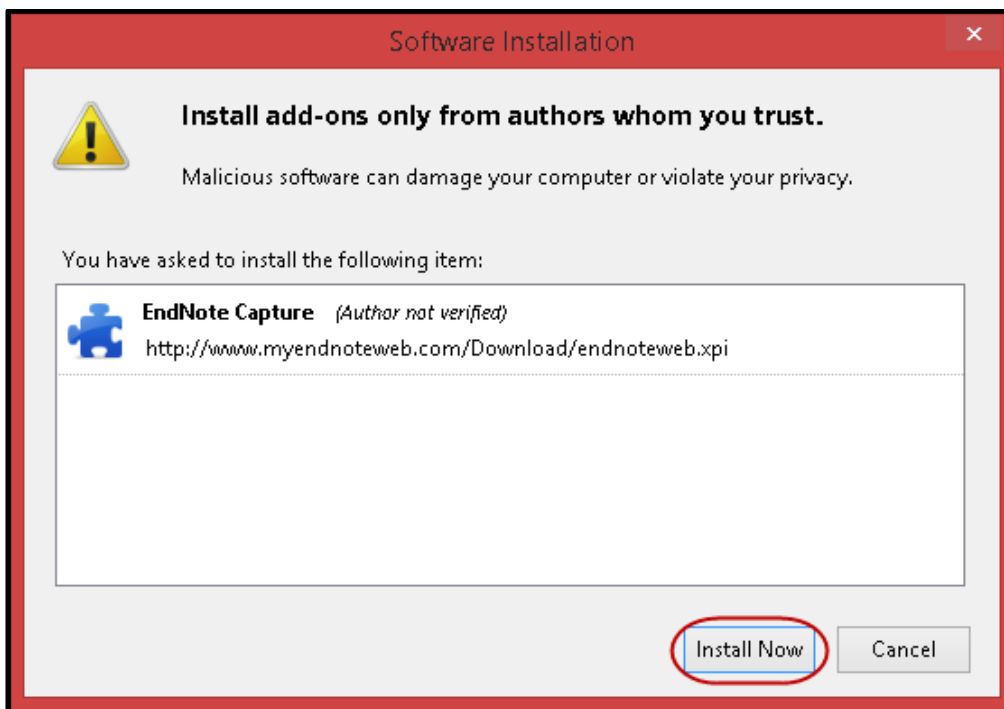 Software Installation
Install add-ons only from authors whom you trust.
Malicious software can damage your computer or violate your privacy.
You have asked to install the following item:
EndNote Capture (Author not verified)
http://www.myendnoteweb.com/Download/endnoteweb.xpi
Install Now Cancel